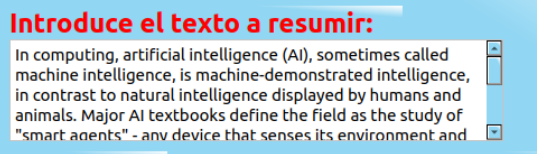 Introduce el texto a resumir:
In computing, artificial intelligence (AI), sometimes called
machine intelligence, is machine-demonstrated intelligence,
in contrast to natural intelligence displayed by humans and
animals. Major AI textbooks define the field as the study of
"smart agents" - any device that senses its environment and